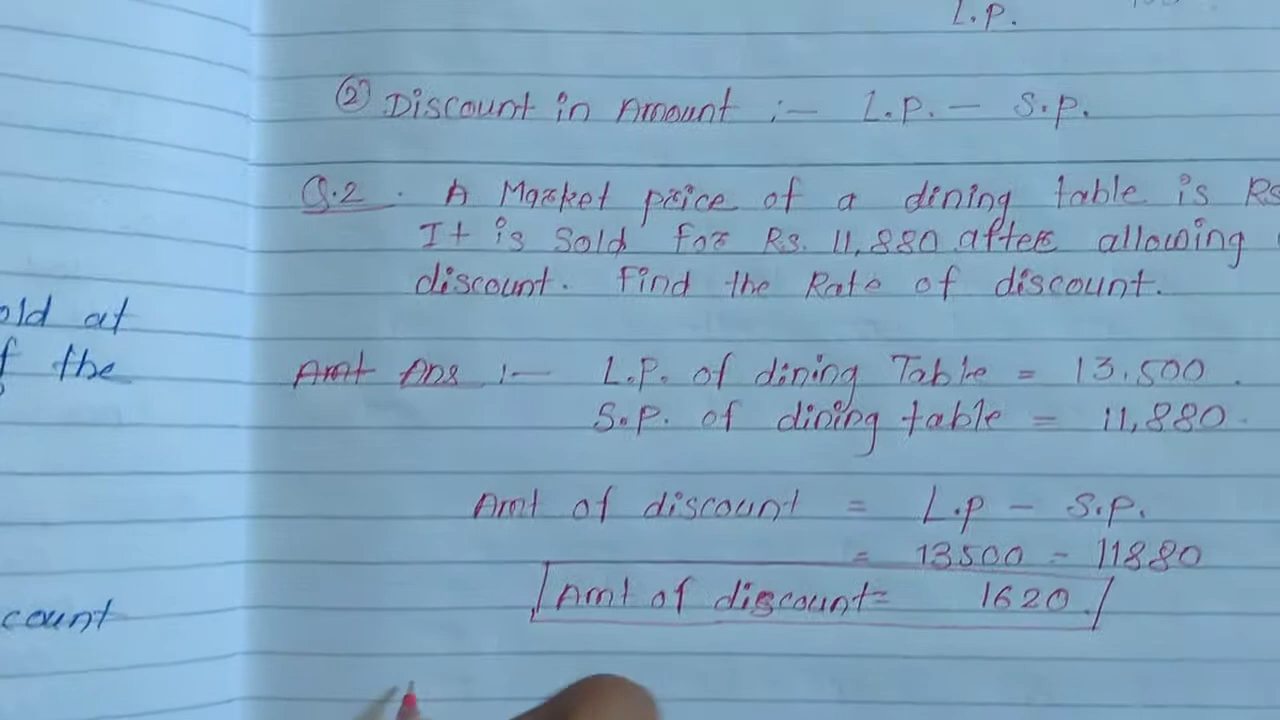 L.P.
② Discount in Amount :- L.P. - S.P.
Q.2. A Market price of a dining table is Rs
It is Sold For Rs. 11,880 after allowing
discount. Find the Rate of discount.
old at
f the
Amt Ans :- L.P. of dining Table = 13,500.
S.P. of dining table = 11,880.
Amt of discount = L.P - S.P.
= 13500 - 11880
Amt of discount = 1620.
count